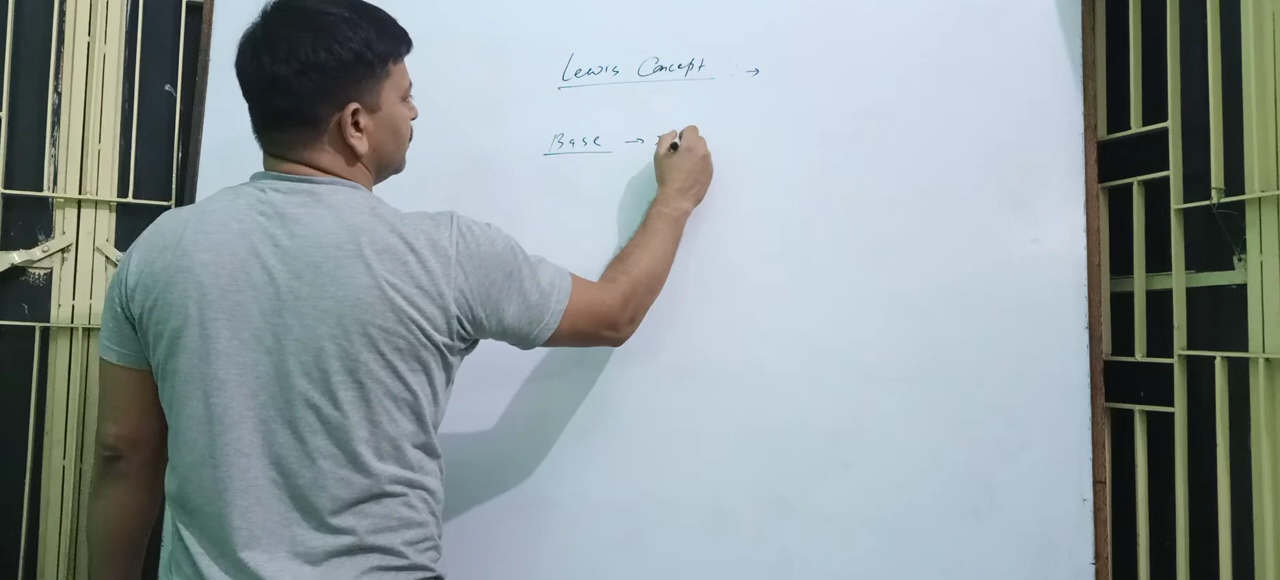 Lewis Concept : →
Base →